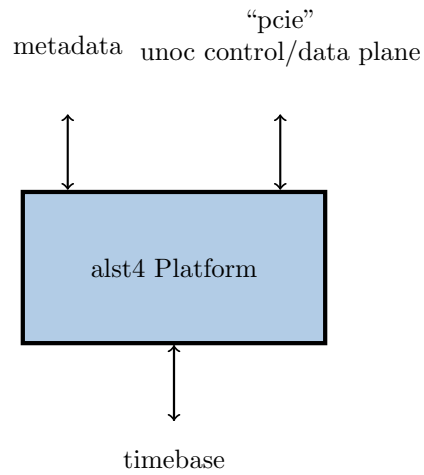 “pcie”
metadata
unoc control/data plane
alst4 Platform
timebase